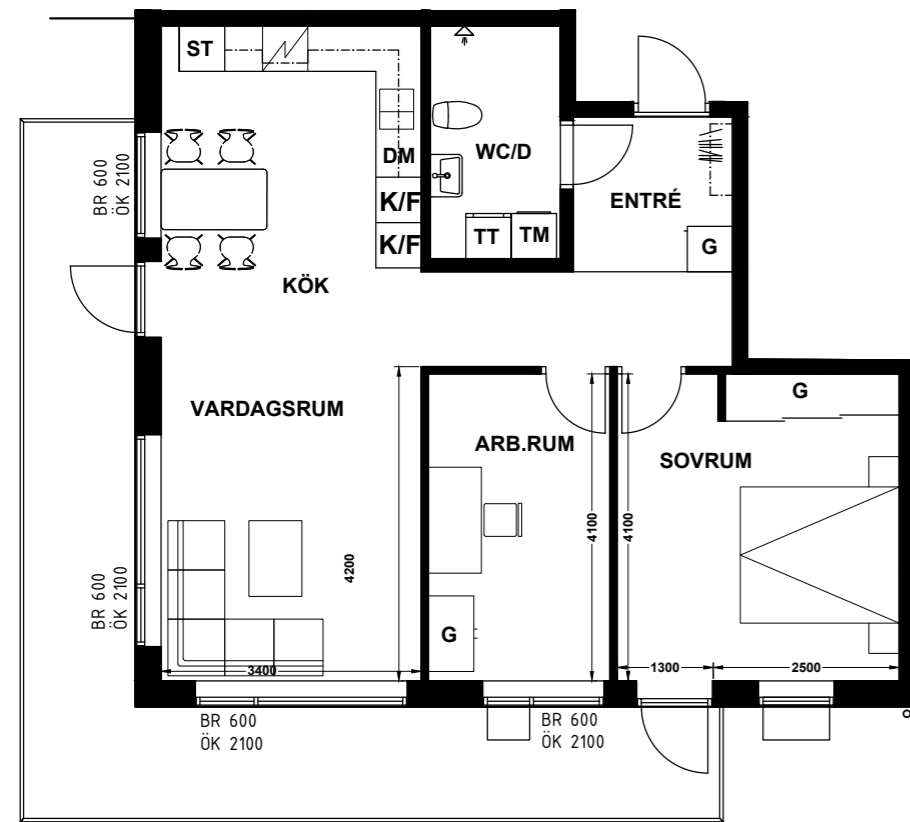 ST
DM
K/F
K/F
WC/D
TT
TM
ENTRÉ
G
BR 600
ÖK 2100
KÖK
VARDAGSRUM
ARB.RUM
SOVRUM
G
G
4200
4100
4100
3400
1300
2500
BR 600
ÖK 2100
BR 600
ÖK 2100
BR 600
ÖK 2100